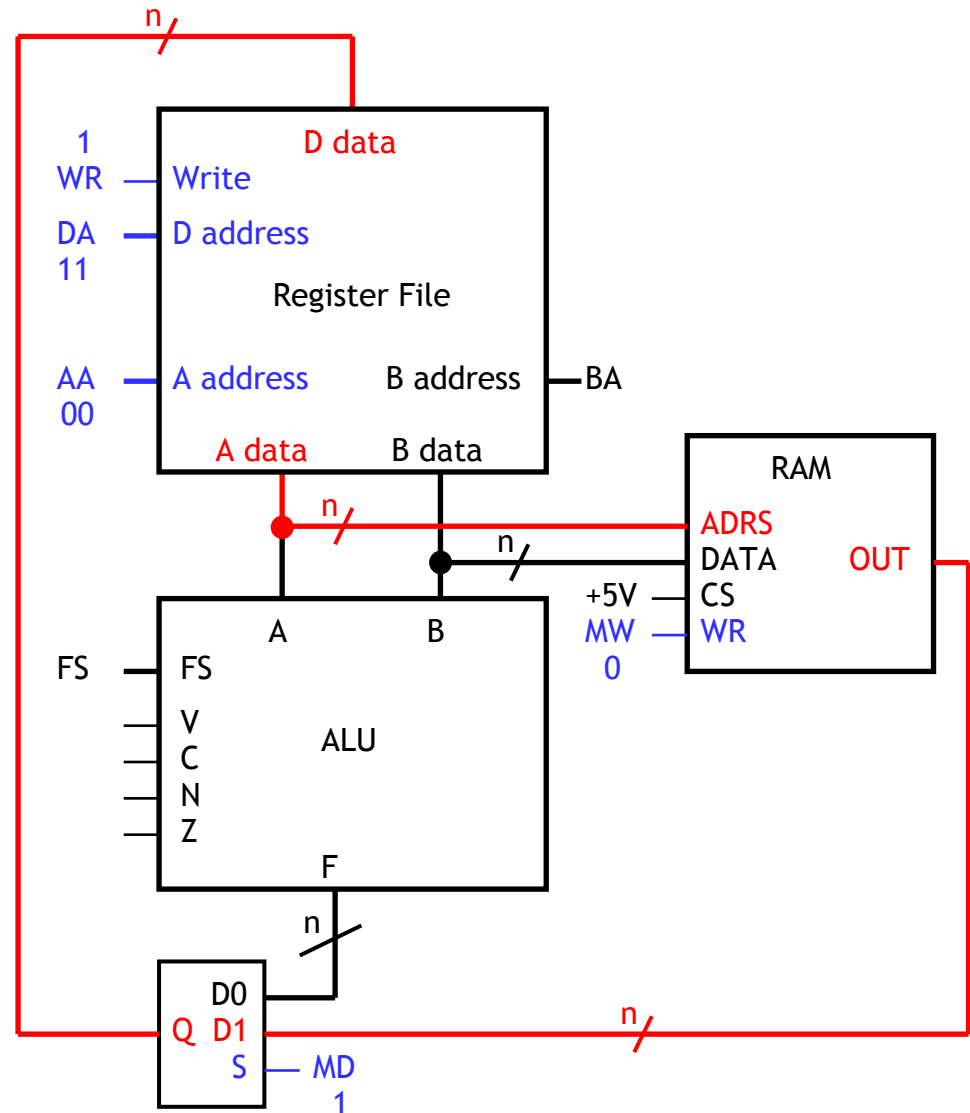 n
D data
1
WR Write
DA D address
11
Register File
AA A address B address BA
00
A data B data
RAM
n
ADRS
n
DATA OUT
+5V CS
A B MW WR
0
FS FS
V
ALU
C
N
Z
F
n
D0
n
Q D1
S MD
1